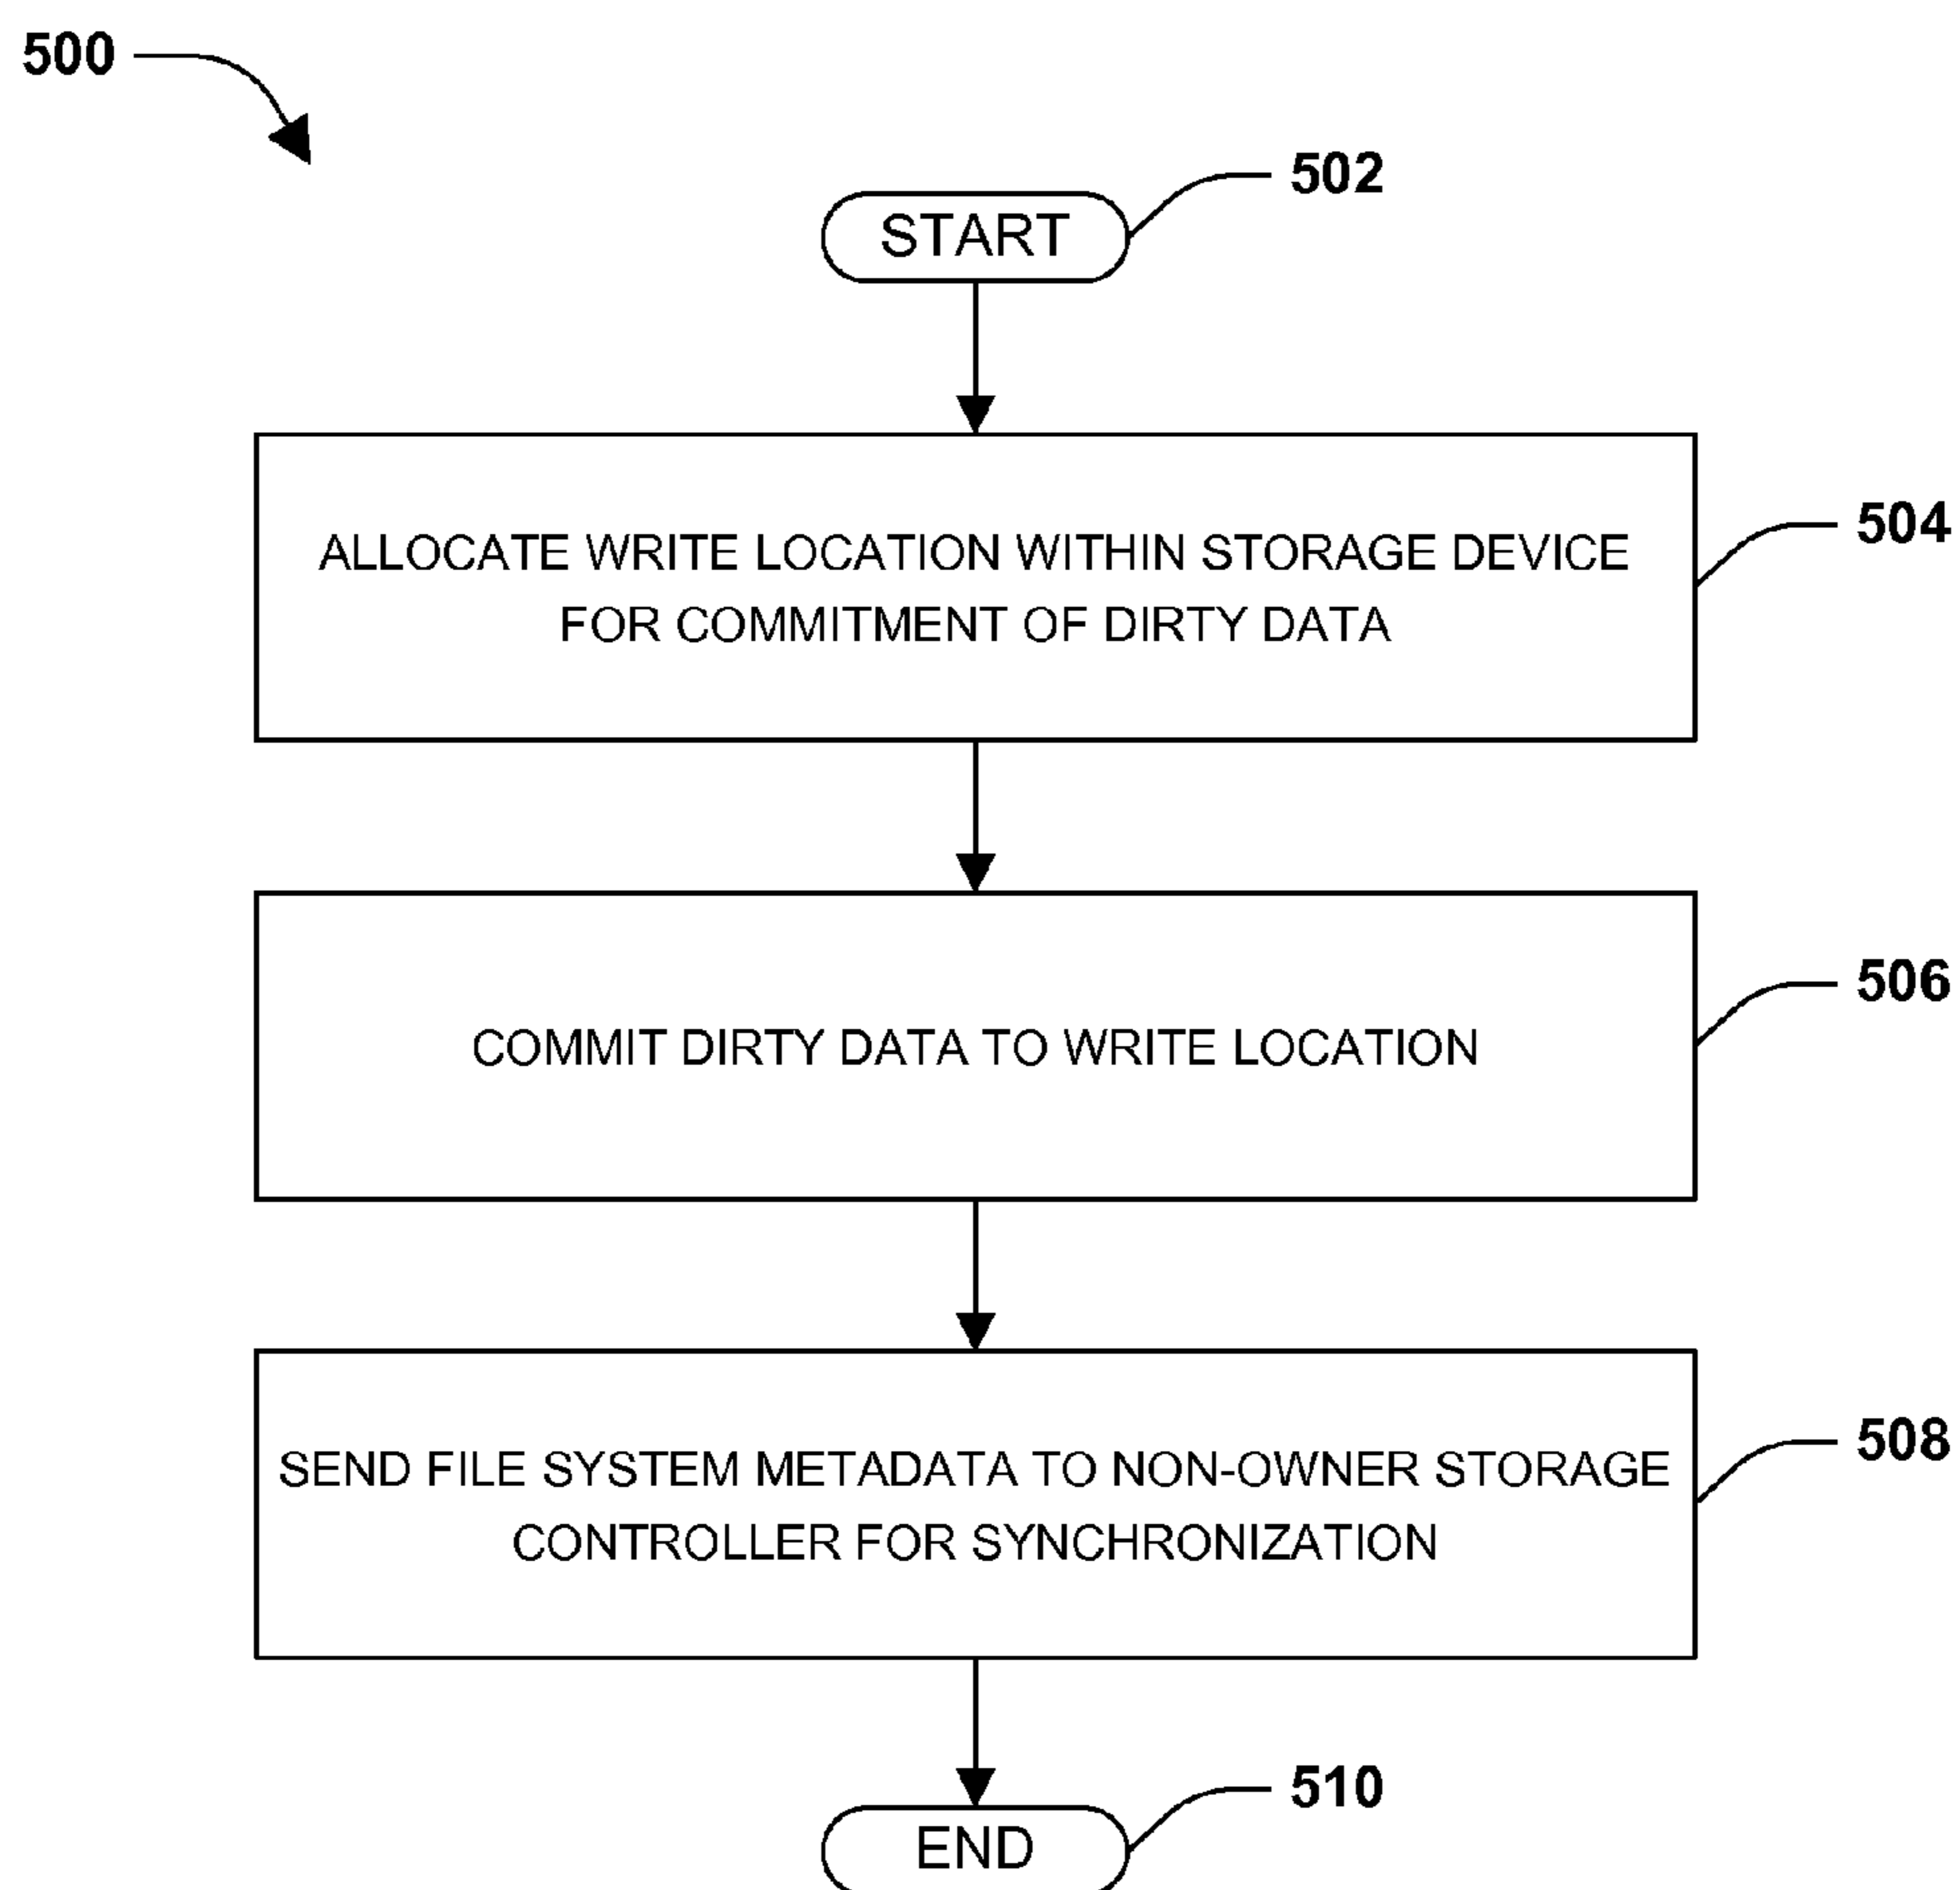 500
502
START
ALLOCATE WRITE LOCATION WITHIN STORAGE DEVICE
FOR COMMITMENT OF DIRTY DATA
504
COMMIT DIRTY DATA TO WRITE LOCATION
506
SEND FILE SYSTEM METADATA TO NON-OWNER STORAGE
CONTROLLER FOR SYNCHRONIZATION
508
510
END